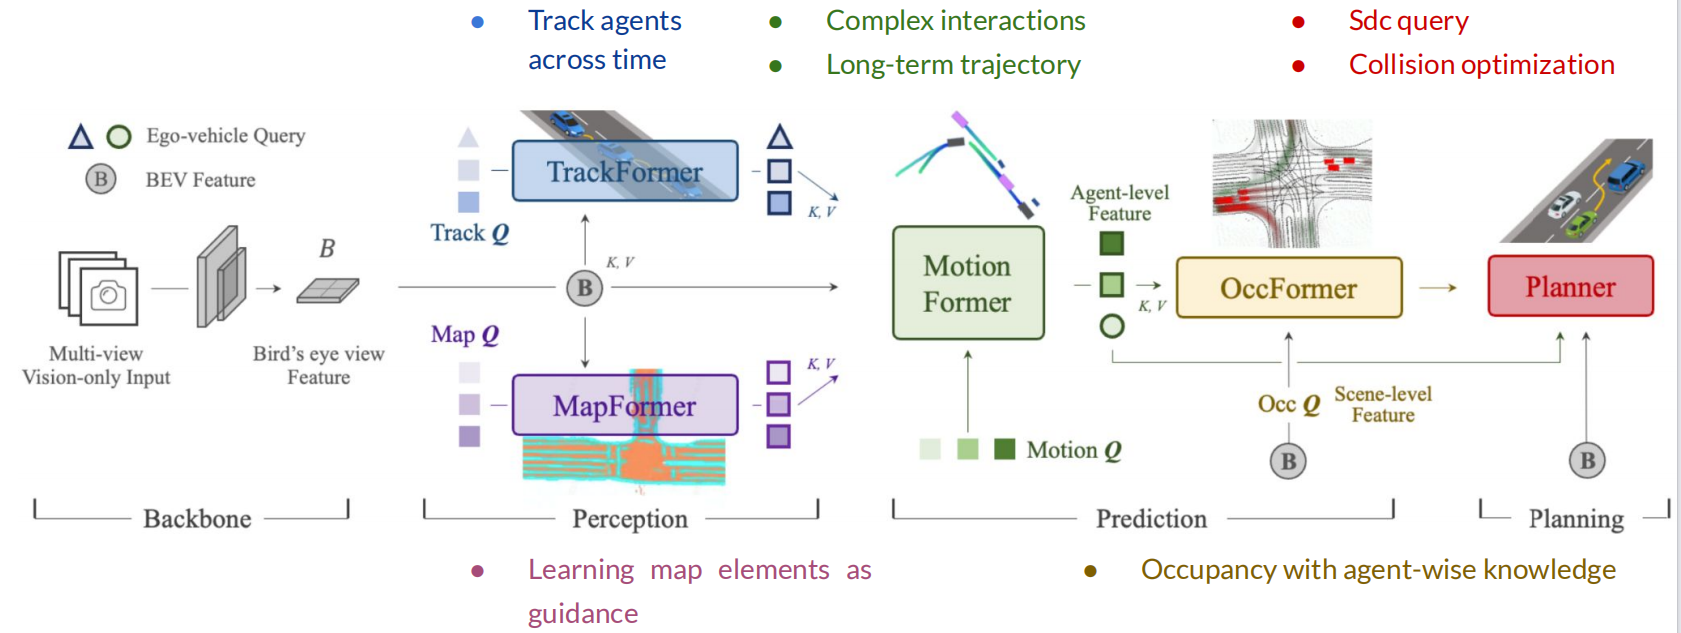 ● Track agents
across time
● Complex interactions
● Long-term trajectory
● Sdc query
● Collision optimization
Ego-vehicle Query
B BEV Feature
Multi-view
Vision-only Input
B
Bird's eye view
Feature
Track Q
TrackFormer
K, V
B
K, V
Map Q
MapFormer
K, V
Motion
Former
Motion Q
Agent-level
Feature
K, V
OccFormer
Occ Q
Scene-level
Feature
B
Planner
B
Backbone
Perception
Prediction
Planning
● Learning map elements as
guidance
● Occupancy with agent-wise knowledge